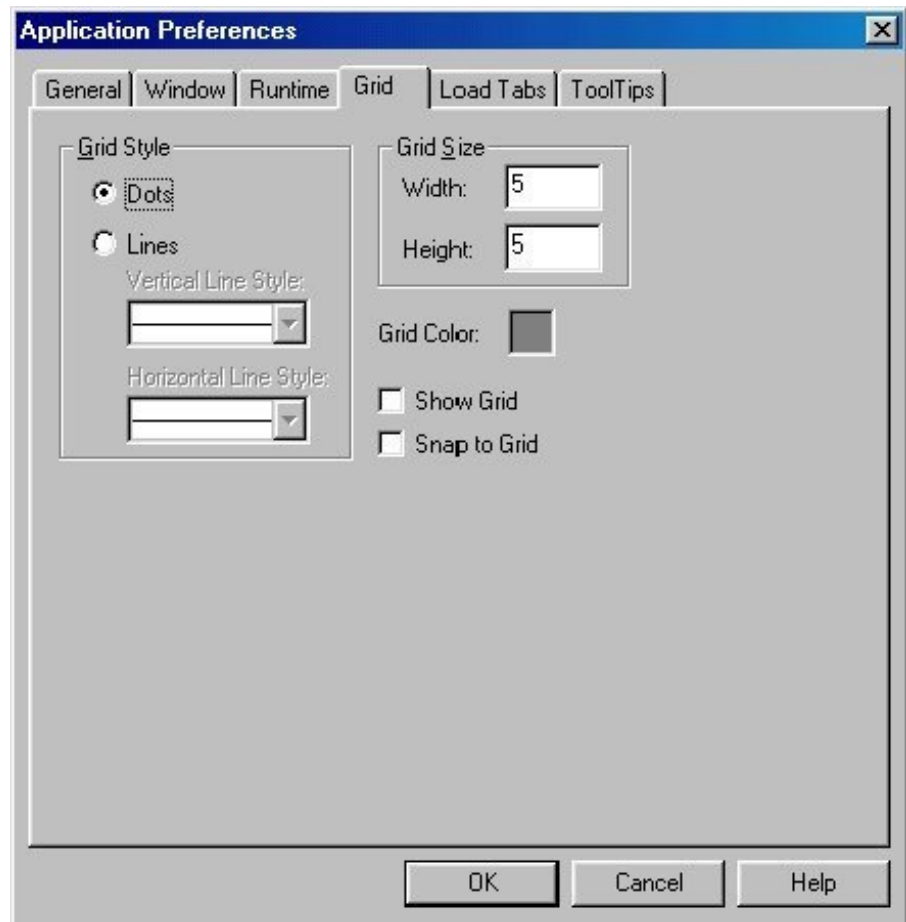 Application Preferences
General Window Runtime Grid Load Tabs ToolTips
Grid Style
Dots
Lines
Vertical Line Style:
Horizontal Line Style:
Grid Size
Width: 5
Height: 5
Grid Color:
Show Grid
Snap to Grid
OK Cancel Help